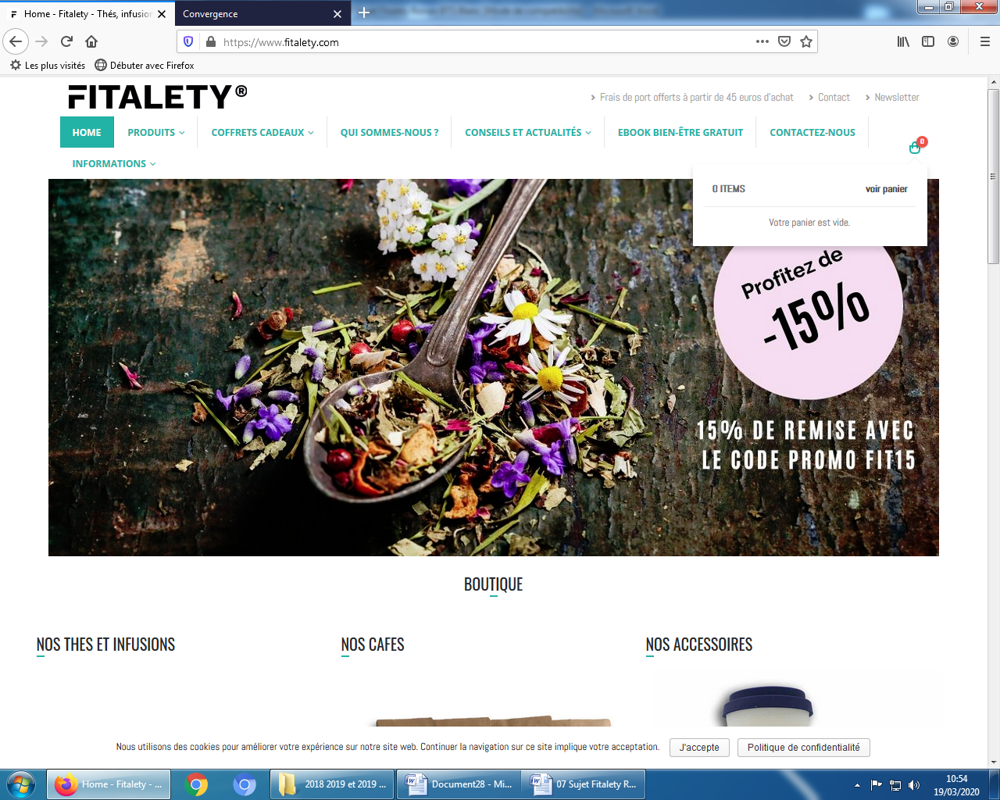 Home - Fitalety - Thés, infusion
Convergence
https://www.fitalety.com
Les plus visités
Débuter avec Firefox
FITALETY®
Frais de port offerts à partir de 45 euros d'achat
Contact
Newsletter
HOME
PRODUITS
COFFRETS CADEAUX
QUI SOMMES-NOUS ?
CONSEILS ET ACTUALITÉS
EBOOK BIEN-ÊTRE GRATUIT
CONTACTEZ-NOUS
0
INFORMATIONS
0 ITEMS
voir panier
Votre panier est vide.
Profitez de
-15%
15% DE REMISE AVEC
LE CODE PROMO FIT15
BOUTIQUE
NOS THES ET INFUSIONS
NOS CAFES
NOS ACCESSOIRES
Nous utilisons des cookies pour améliorer votre expérience sur notre site web. Continuer la navigation sur ce site implique votre acceptation.
J'accepte
Politique de confidentialité
Home - Fitalety - ...
2018 2019 et 2019 ...
Document28 - Mi...
07 Sujet Fitalety R...
10:54
19/03/2020